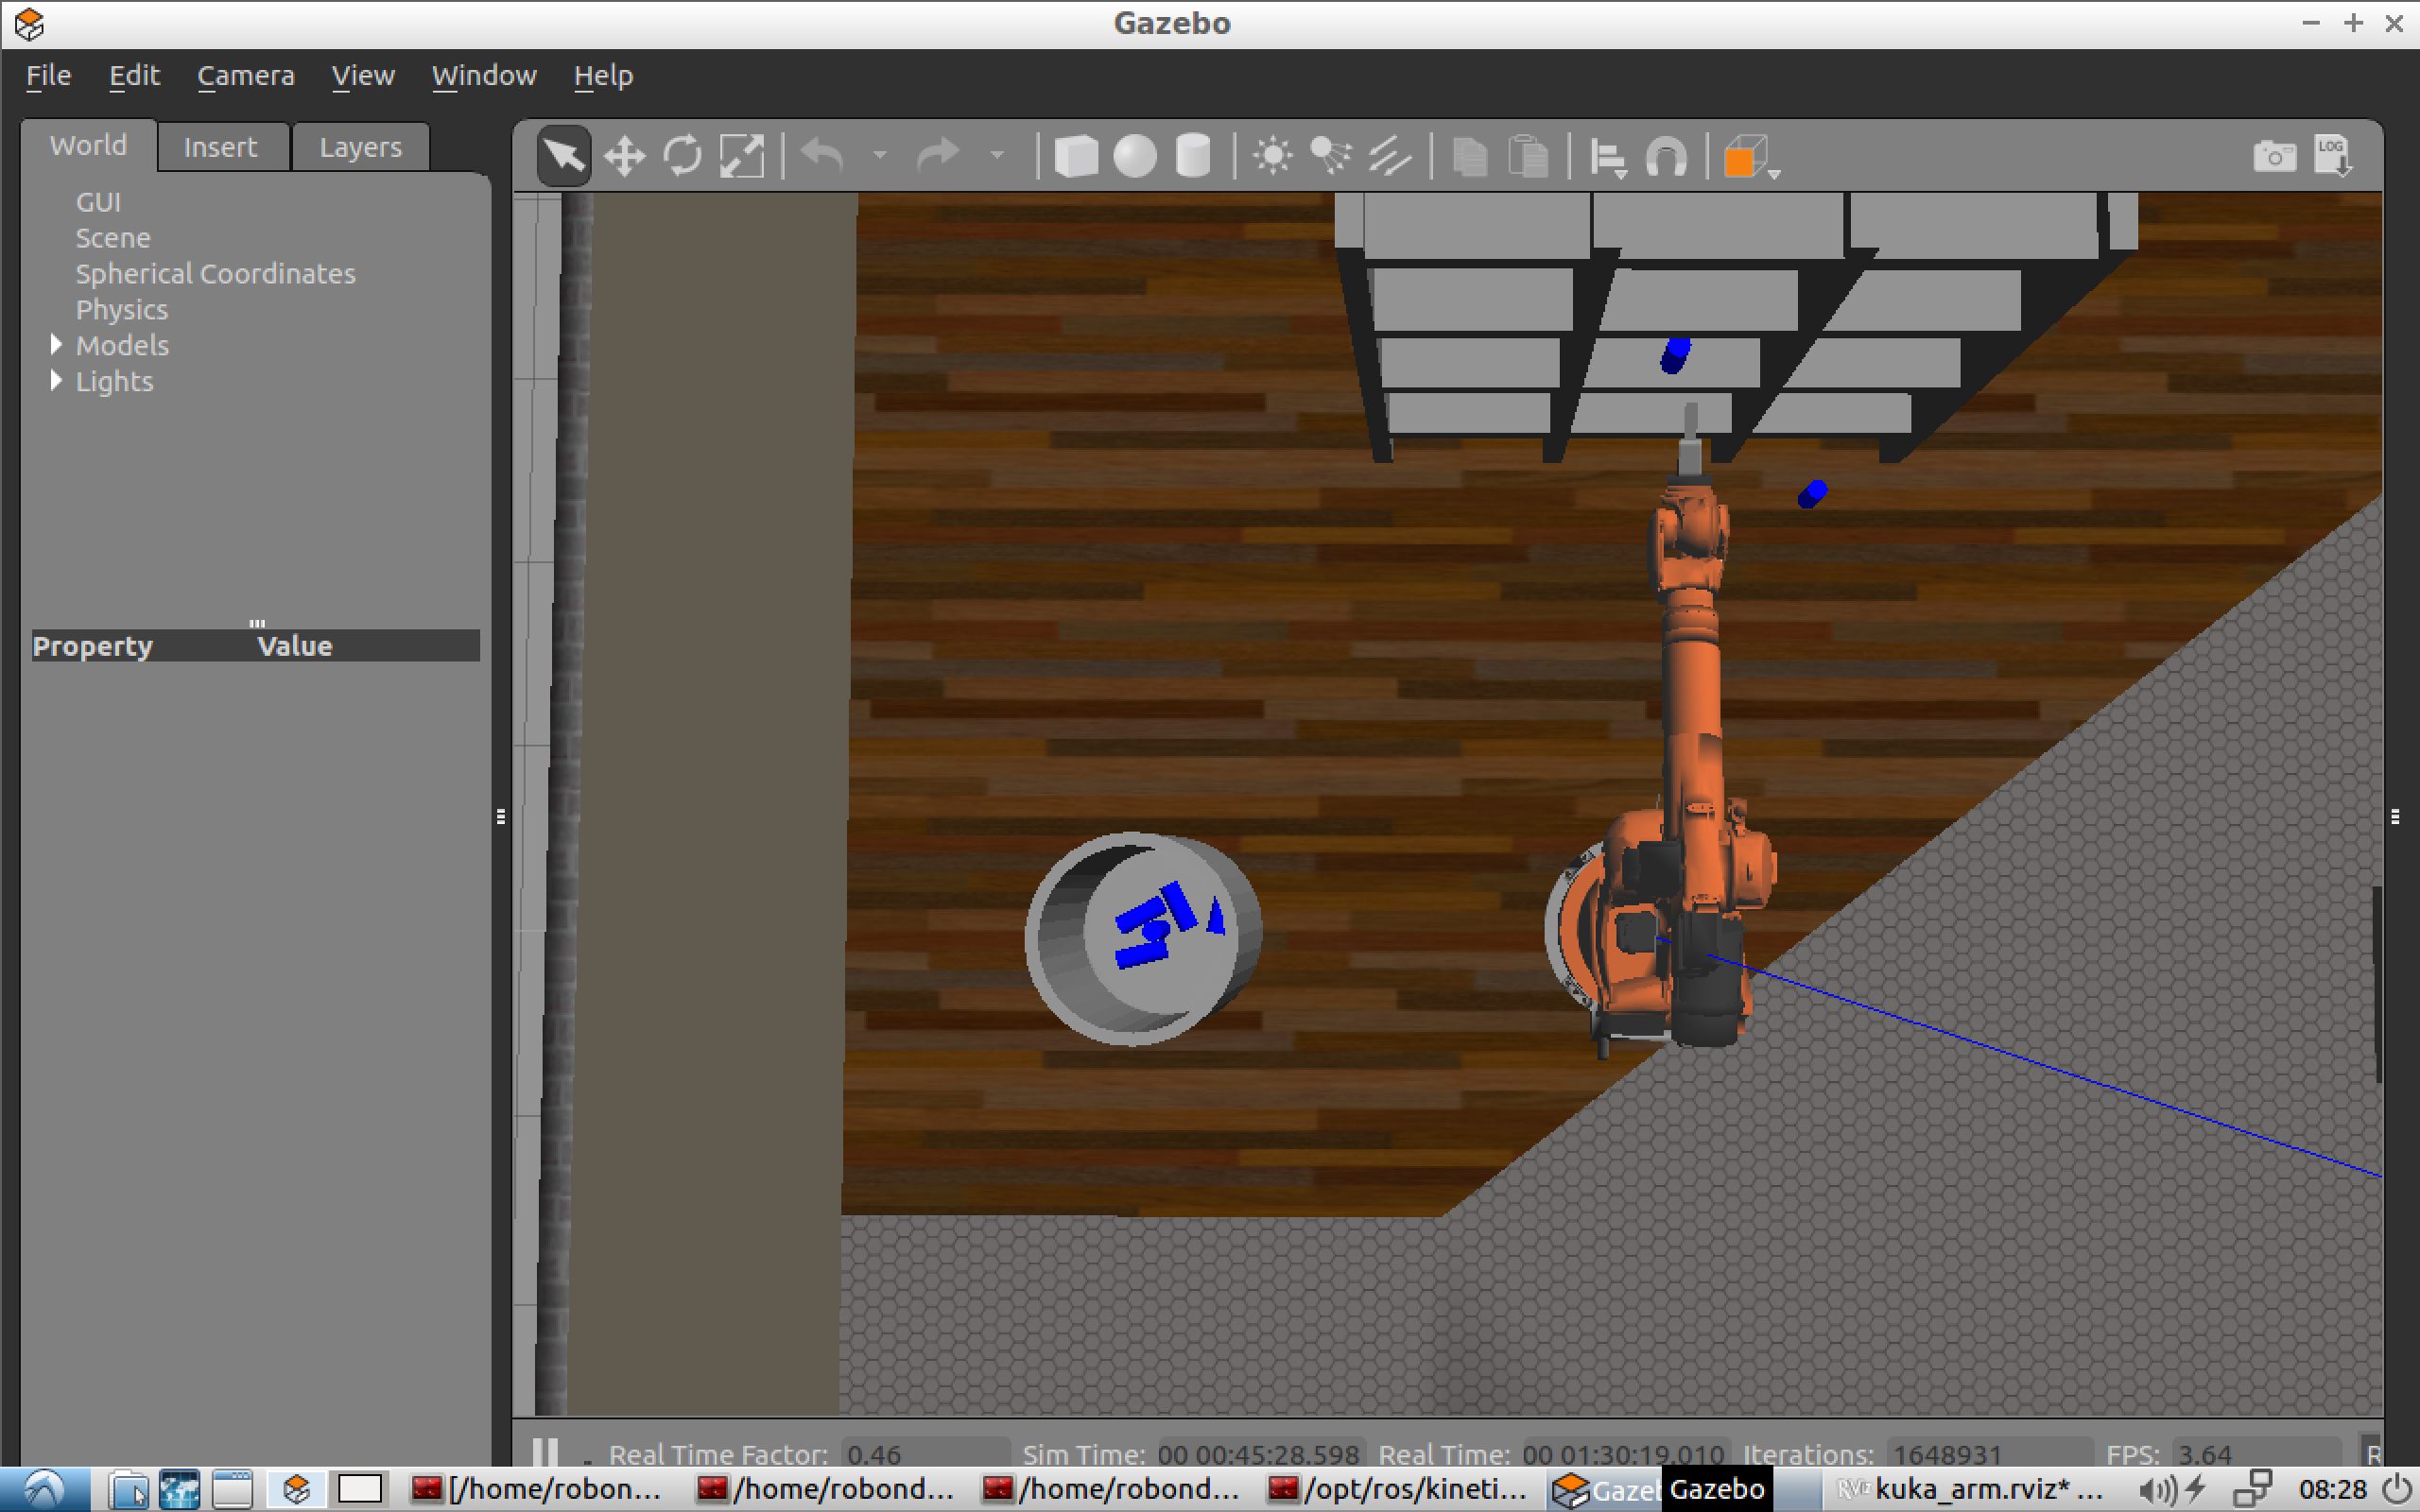 Gazebo
File Edit Camera View Window Help
World Insert Layers
LOG
GUI
Scene
Spherical Coordinates
Physics
Models
Lights
Property Value
Real Time Factor: 0.46 Sim Time: 00 00:45:28.598 Real Time: 00 01:30:19.010 Iterations: 1648931 FPS: 3.64 R
[/home/robon... /home/robond... /home/robond... /opt/ros/kineti... Gazel Gazebo RViz kuka_arm.rviz* ... 08:28